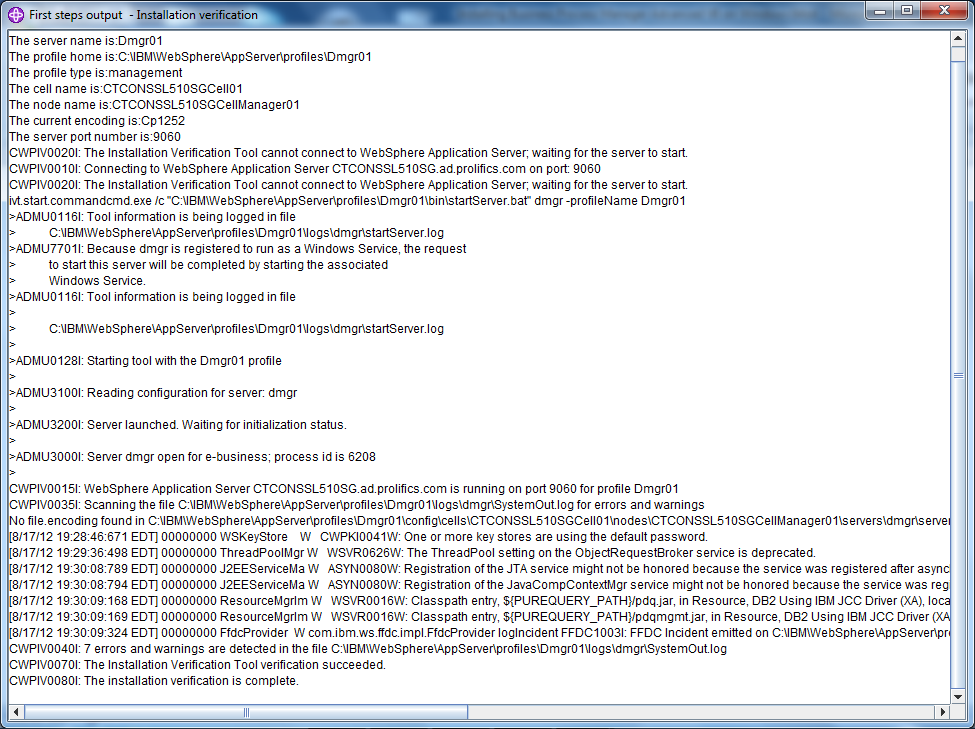 First steps output - Installation verification
The server name is:Dmgr01
The profile home is:C:\IBM\WebSphere\AppServer\profiles\Dmgr01
The profile type is:management
The cell name is:CTCONSSL510SGCell01
The node name is:CTCONSSL510SGCellManager01
The current encoding is:Cp1252
The server port number is:9060
CWPIV0020I: The Installation Verification Tool cannot connect to WebSphere Application Server; waiting for the server to start.
CWPIV0010I: Connecting to WebSphere Application Server CTCONSSL510SG.ad.prolifics.com on port: 9060
CWPIV0020I: The Installation Verification Tool cannot connect to WebSphere Application Server; waiting for the server to start.
ivt.start.commandcmd.exe /c "C:\IBM\WebSphere\AppServer\profiles\Dmgr01\bin\startServer.bat" dmgr -profileName Dmgr01
>ADMU0116I: Tool information is being logged in file
> C:\IBM\WebSphere\AppServer\profiles\Dmgr01\logs\dmgr\startServer.log
>ADMU7701I: Because dmgr is registered to run as a Windows Service, the request
> to start this server will be completed by starting the associated
> Windows Service.
>ADMU0116I: Tool information is being logged in file
>
> C:\IBM\WebSphere\AppServer\profiles\Dmgr01\logs\dmgr\startServer.log
>
>ADMU0128I: Starting tool with the Dmgr01 profile
>
>ADMU3100I: Reading configuration for server: dmgr
>
>ADMU3200I: Server launched. Waiting for initialization status.
>
>ADMU3000I: Server dmgr open for e-business; process id is 6208
>
CWPIV0015I: WebSphere Application Server CTCONSSL510SG.ad.prolifics.com is running on port 9060 for profile Dmgr01
CWPIV0035I: Scanning the file C:\IBM\WebSphere\AppServer\profiles\Dmgr01\logs\dmgr\SystemOut.log for errors and warnings
No file.encoding found in C:\IBM\WebSphere\AppServer\profiles\Dmgr01\config\cells\CTCONSSL510SGCell01\nodes\CTCONSSL510SGCellManager01\servers\dmgr\server
[8/17/12 19:28:46:671 EDT] 00000000 WSKeyStore W CWPKI0041W: One or more key stores are using the default password.
[8/17/12 19:29:36:498 EDT] 00000000 ThreadPoolMgr W WSVR0626W: The ThreadPool setting on the ObjectRequestBroker service is deprecated.
[8/17/12 19:30:08:789 EDT] 00000000 J2EEServiceMa W ASYN0080W: Registration of the JTA service might not be honored because the service was registered after async
[8/17/12 19:30:08:794 EDT] 00000000 J2EEServiceMa W ASYN0080W: Registration of the JavaCompContextMgr service might not be honored because the service was reg
[8/17/12 19:30:09:168 EDT] 00000000 ResourceMgrIm W WSVR0016W: Classpath entry, ${PUREQUERY_PATH}/pdq.jar, in Resource, DB2 Using IBM JCC Driver (XA), loca
[8/17/12 19:30:09:169 EDT] 00000000 ResourceMgrIm W WSVR0016W: Classpath entry, ${PUREQUERY_PATH}/pdqmgmt.jar, in Resource, DB2 Using IBM JCC Driver (XA
[8/17/12 19:30:09:324 EDT] 00000000 FfdcProvider W com.ibm.ws.ffdc.impl.FfdcProvider logIncident FFDC1003I: FFDC Incident emitted on C:\IBM\WebSphere\AppServer\pr
CWPIV0040I: 7 errors and warnings are detected in the file C:\IBM\WebSphere\AppServer\profiles\Dmgr01\logs\dmgr\SystemOut.log
CWPIV0070I: The Installation Verification Tool verification succeeded.
CWPIV0080I: The installation verification is complete.